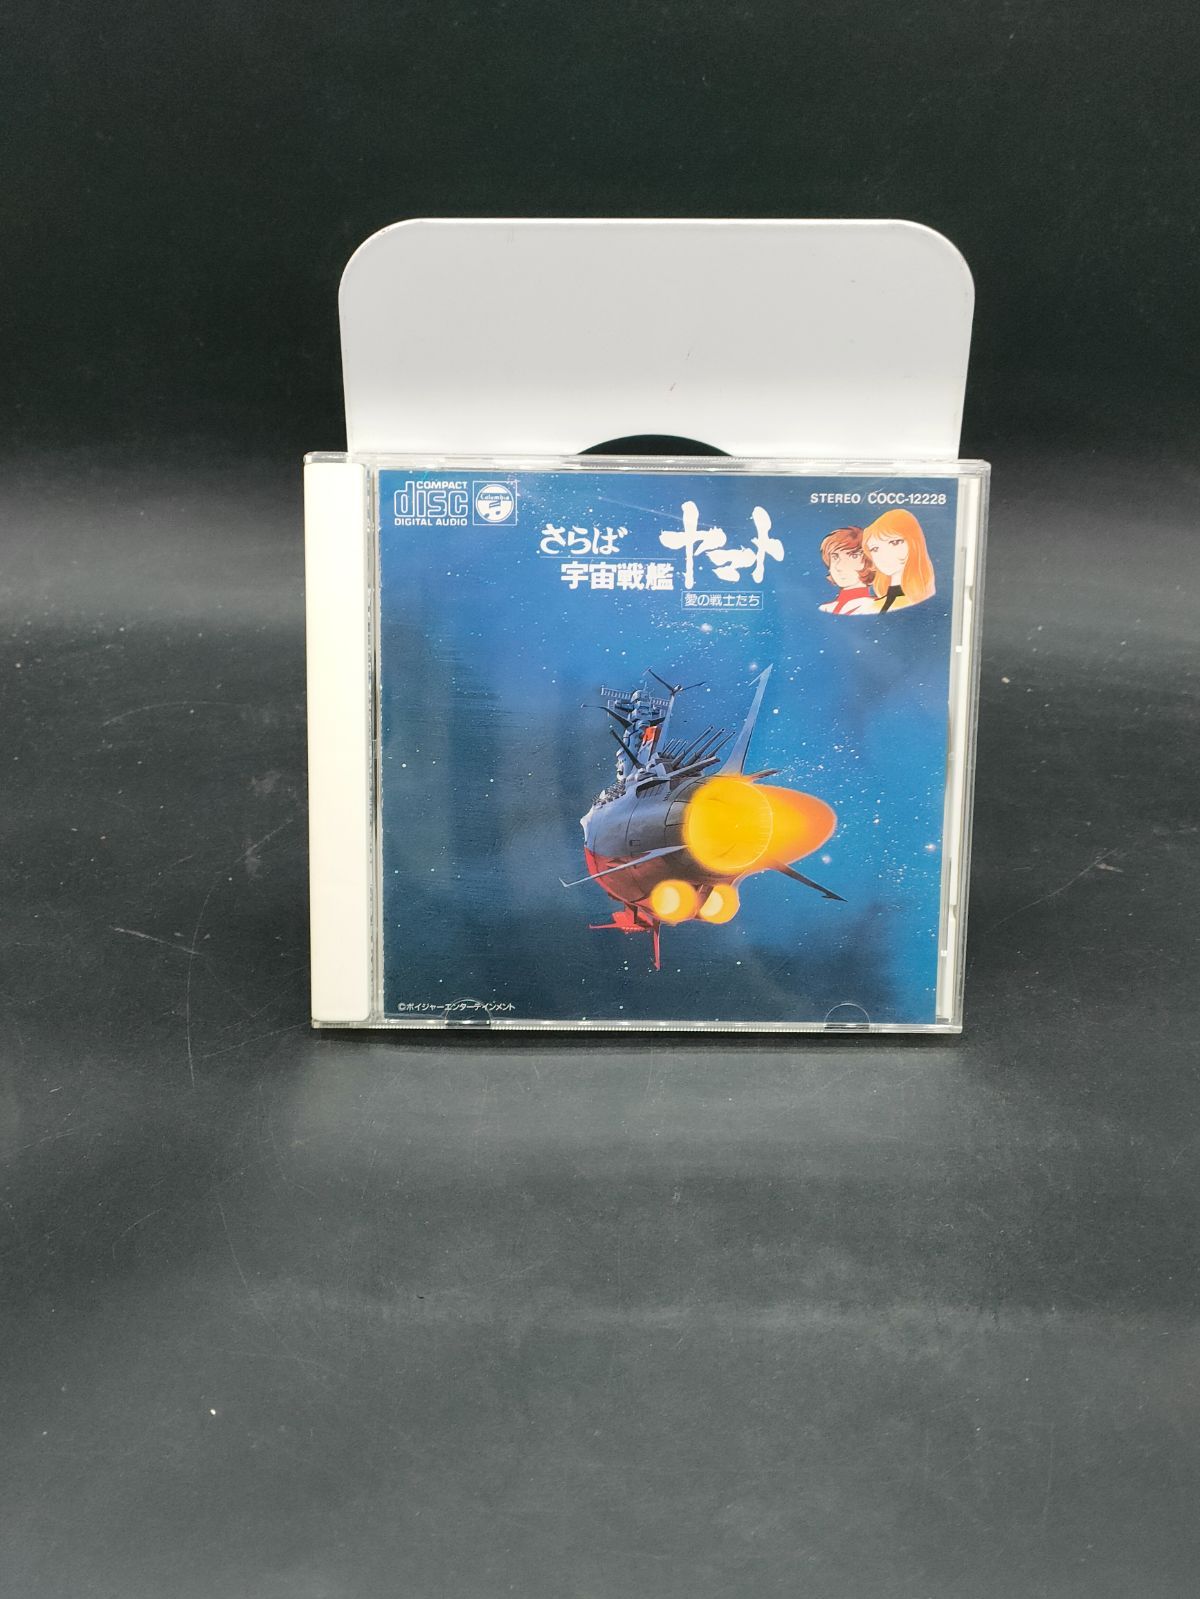 COMPACT
disc
DIGITAL AUDIO
Columbia
STEREO COCC-12228
さらば
宇宙戦艦
ヤマト
愛の戦士たち
©ボイジャーエンターテインメント